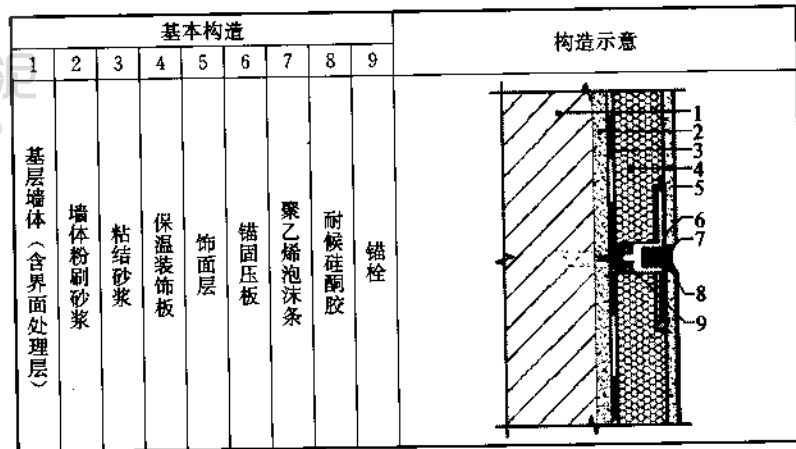 基本构造
构造示意
1 2 3 4 5 6 7 8 9
基层墙体（含界面处理层）
墙体粉刷砂浆
粘结砂浆
保温装饰板
饰面层
锚固压板
聚乙烯泡沫条
耐候硅酮胶
锚栓
1
2
3
4
5
6
7
8
9
泥